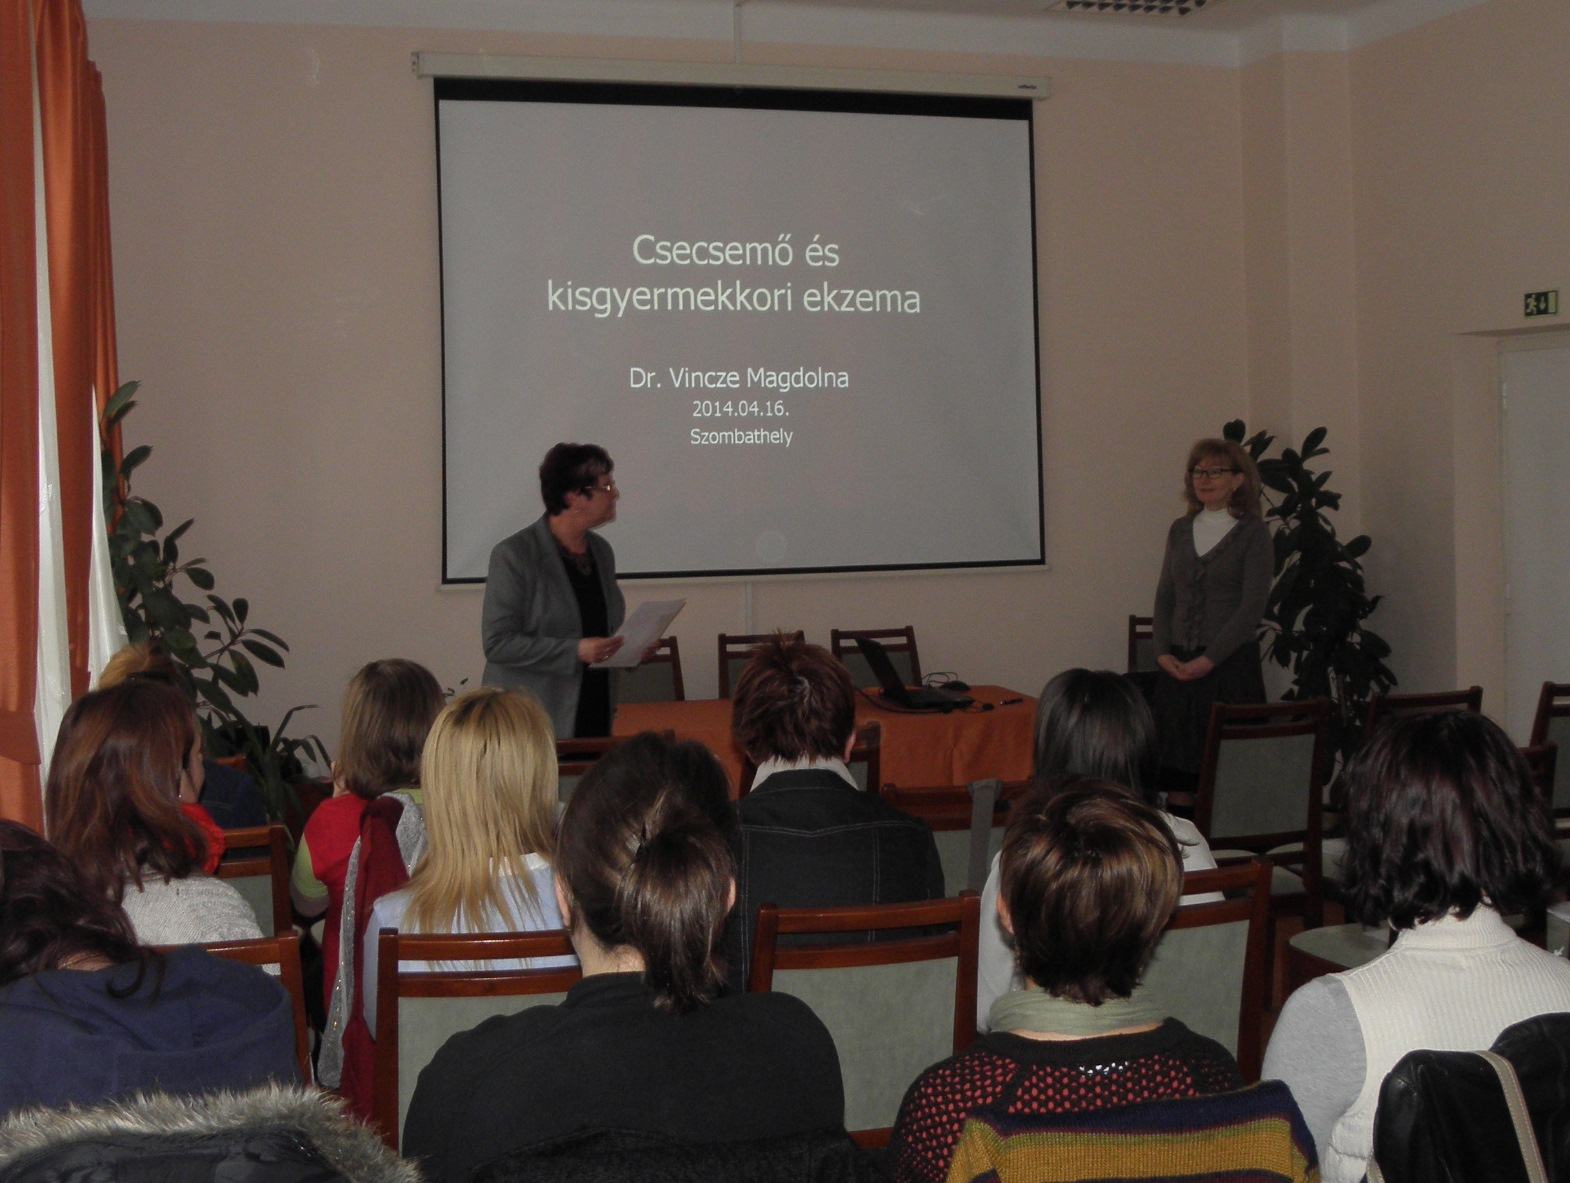 Csecsemő és
kisgyermekkori ekzema
Dr. Vincze Magdolna
2014.04.16.
Szombathely